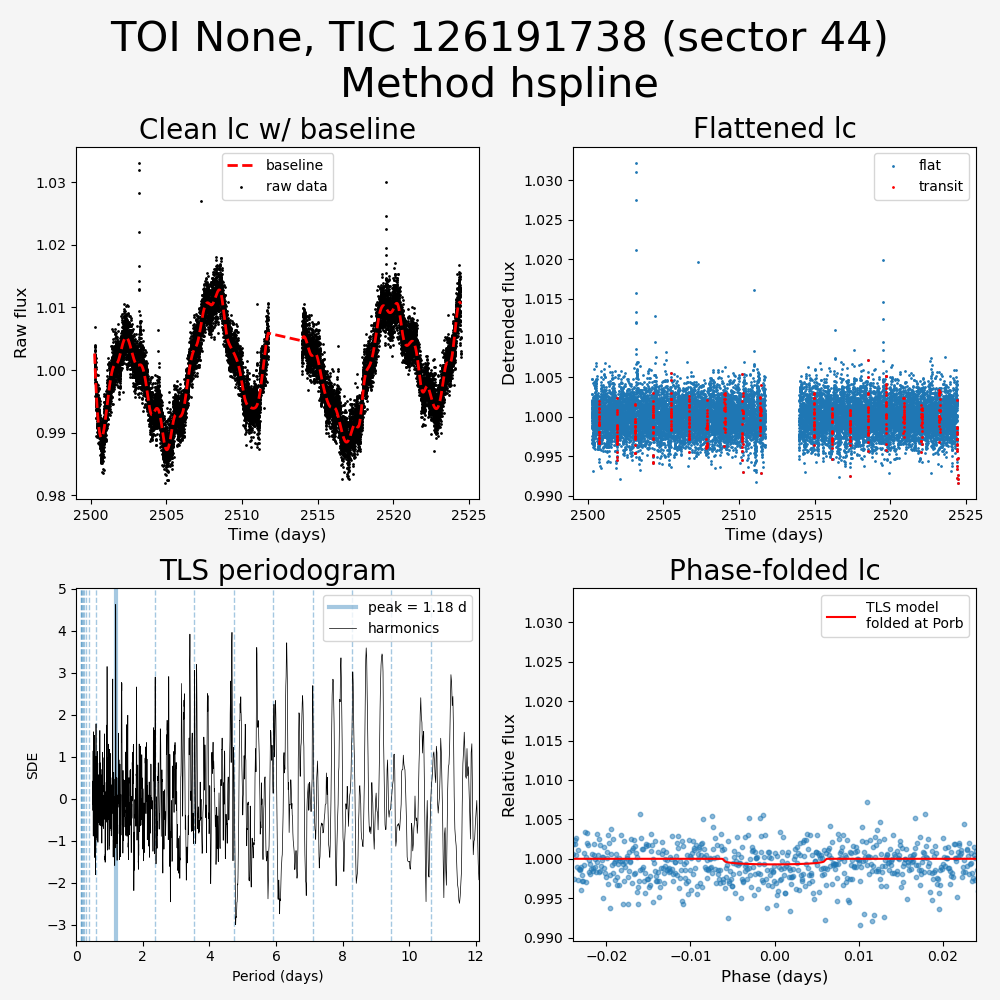 TOI None, TIC 126191738 (sector 44)
Method hspline
Clean lc w/ baseline
Raw flux
1.03
1.02
1.01
1.00
0.99
0.98
baseline
raw data
2500
2505
2510
2515
2520
2525
Time (days)
Flattened lc
Detrended flux
1.030
1.025
1.020
1.015
1.010
1.005
1.000
0.995
0.990
flat
transit
2500
2505
2510
2515
2520
2525
Time (days)
TLS periodogram
SDE
5
4
3
2
1
0
−1
−2
−3
peak = 1.18 d
harmonics
0
2
4
6
8
10
12
Period (days)
Phase-folded lc
Relative flux
1.030
1.025
1.020
1.015
1.010
1.005
1.000
0.995
0.990
TLS model
folded at Porb
−0.02
−0.01
0.00
0.01
0.02
Phase (days)